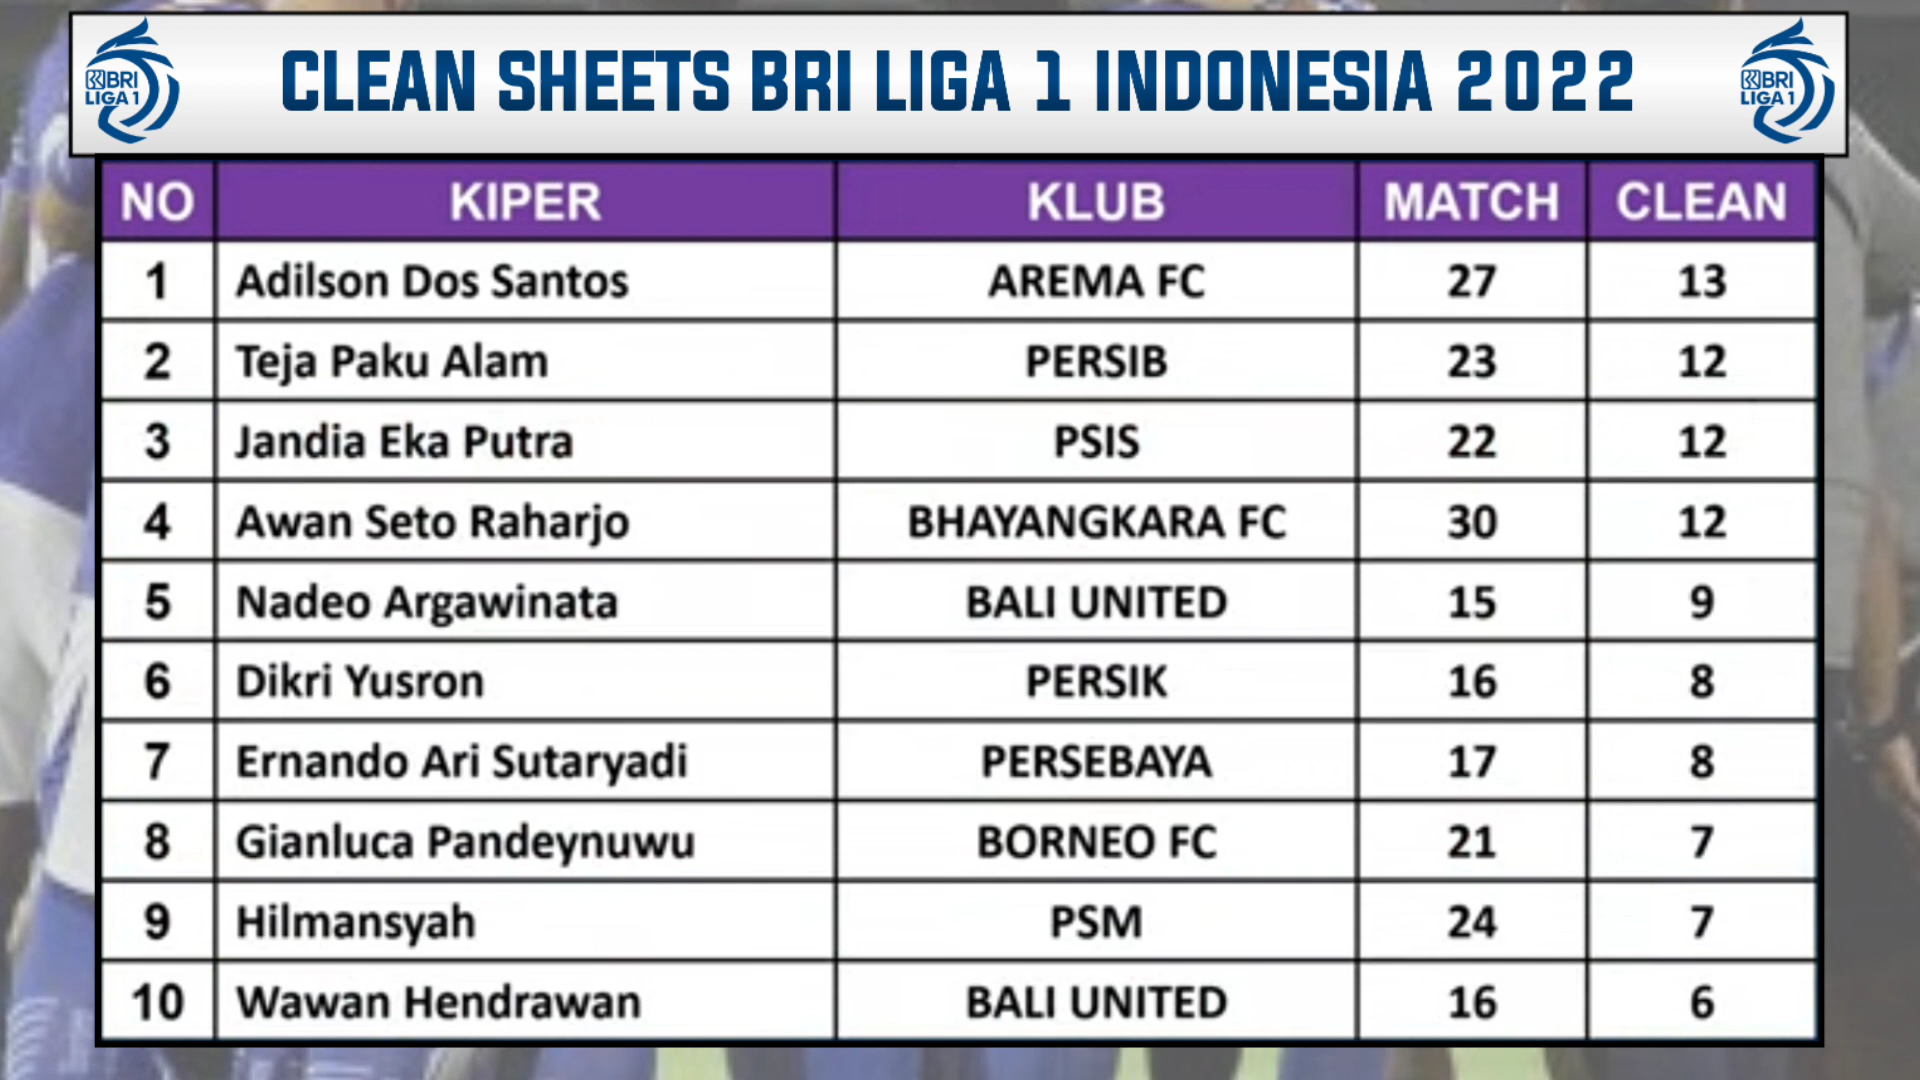 BRI
LIGA 1
CLEAN SHEETS BRI LIGA 1 INDONESIA 2022
BRI
LIGA 1
NO KIPER KLUB MATCH CLEAN
1 Adilson Dos Santos AREMA FC 27 13
2 Teja Paku Alam PERSIB 23 12
3 Jandia Eka Putra PSIS 22 12
4 Awan Seto Raharjo BHAYANGKARA FC 30 12
5 Nadeo Argawinata BALI UNITED 15 9
6 Dikri Yusron PERSIK 16 8
7 Ernando Ari Sutaryadi PERSEBAYA 17 8
8 Gianluca Pandeynuwu BORNEO FC 21 7
9 Hilmansyah PSM 24 7
10 Wawan Hendrawan BALI UNITED 16 6